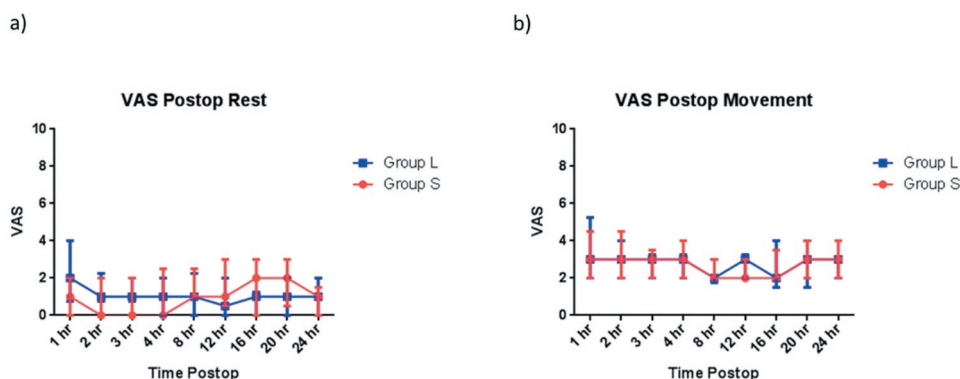 a)
b)
VAS Postop Rest
10
8
6
4
2
0
VAS
1 hr
2 hr
3 hr
4 hr
8 hr
12 hr
16 hr
20 hr
24 hr
Time Postop
Group L
Group S
VAS Postop Movement
10
8
6
4
2
0
VAS
1 hr
2 hr
3 hr
4 hr
8 hr
12 hr
16 hr
20 hr
24 hr
Time Postop
Group L
Group S